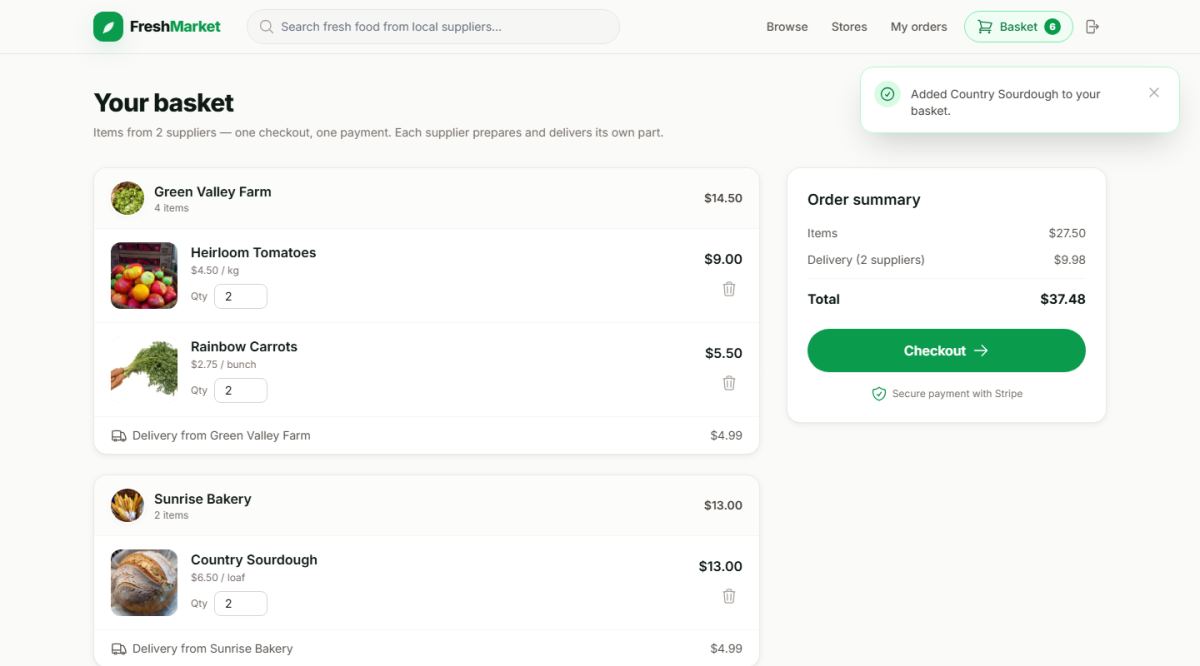 FreshMarket
Search fresh food from local suppliers...
Browse
Stores
My orders
Basket 6
Added Country Sourdough to your
basket.
Your basket
Items from 2 suppliers — one checkout, one payment. Each supplier prepares and delivers its own part.
Green Valley Farm
4 items
$14.50
Heirloom Tomatoes
$4.50 / kg
Qty 2
$9.00
Rainbow Carrots
$2.75 / bunch
Qty 2
$5.50
Delivery from Green Valley Farm
$4.99
Sunrise Bakery
2 items
$13.00
Country Sourdough
$6.50 / loaf
Qty 2
$13.00
Delivery from Sunrise Bakery
$4.99
Order summary
Items
$27.50
Delivery (2 suppliers)
$9.98
Total
$37.48
Checkout
Secure payment with Stripe